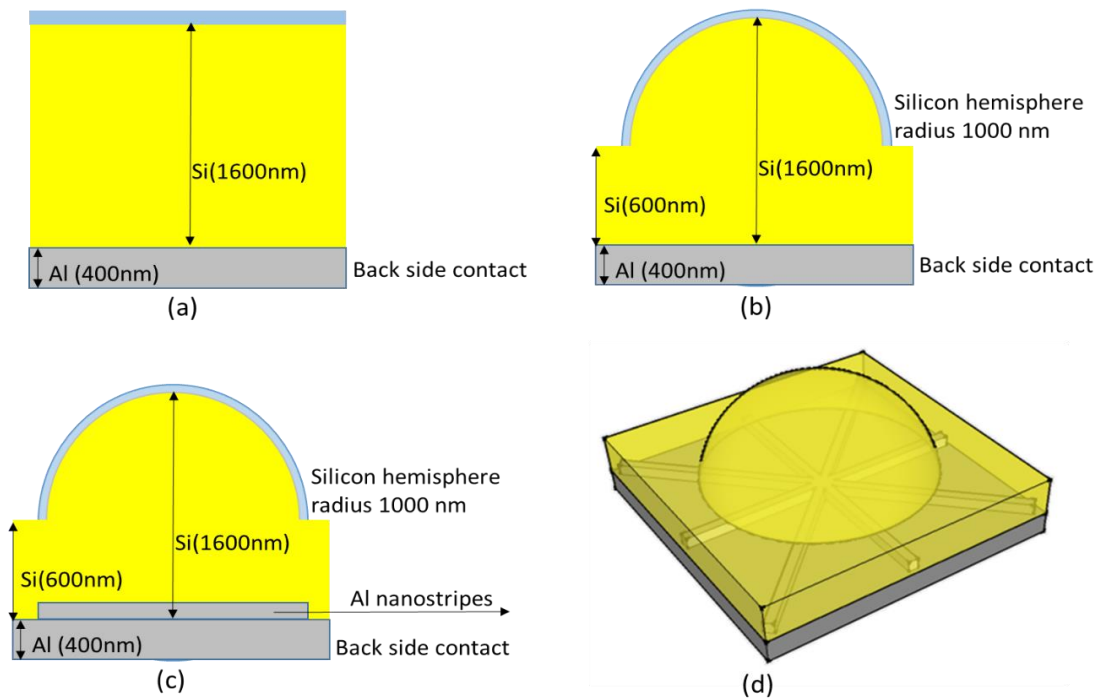 Si(1600nm)
Al (400nm)
Back side contact
(a)
Silicon hemisphere
radius 1000 nm
Si(1600nm)
Si(600nm)
Al (400nm)
Back side contact
(b)
Silicon hemisphere
radius 1000 nm
Si(1600nm)
Si(600nm)
Al nanostripes
Al (400nm)
Back side contact
(c)
(d)